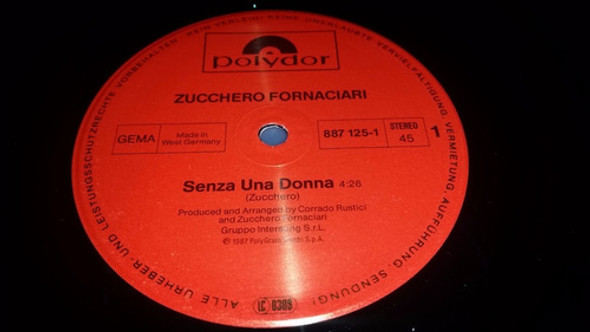 polydor
ZUCCHERO FORNACIARI
GEMA
Made in
West Germany
887 125-1
STEREO
45
1
Senza Una Donna 4:26
(Zucchero)
Produced and Arranged by Corrado Rustici
and Zucchero Fornaciari
Gruppo Intersong S.r.L.
℗ 1987 PolyGram S.p.A.
ALLE URHEBER- UND LEISTUNGSSCHUTZRECHTE VORBEHALTEN. KEIN VERLEIH! KEINE UNERLAUBTE VERVIELFÄLTIGUNG, VERMIETUNG, AUFFÜHRUNG, SENDUNG!
LC 0309